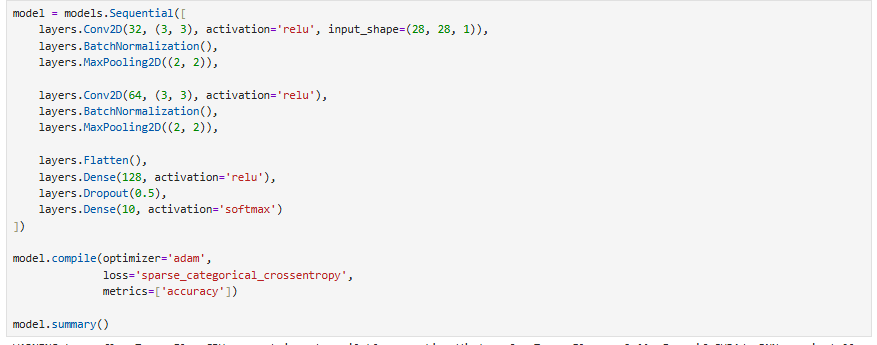 model = models.Sequential([
    layers.Conv2D(32, (3, 3), activation='relu', input_shape=(28, 28, 1)),
    layers.BatchNormalization(),
    layers.MaxPooling2D((2, 2)),

    layers.Conv2D(64, (3, 3), activation='relu'),
    layers.BatchNormalization(),
    layers.MaxPooling2D((2, 2)),

    layers.Flatten(),
    layers.Dense(128, activation='relu'),
    layers.Dropout(0.5),
    layers.Dense(10, activation='softmax')
])

model.compile(optimizer='adam',
              loss='sparse_categorical_crossentropy',
              metrics=['accuracy'])

model.summary()